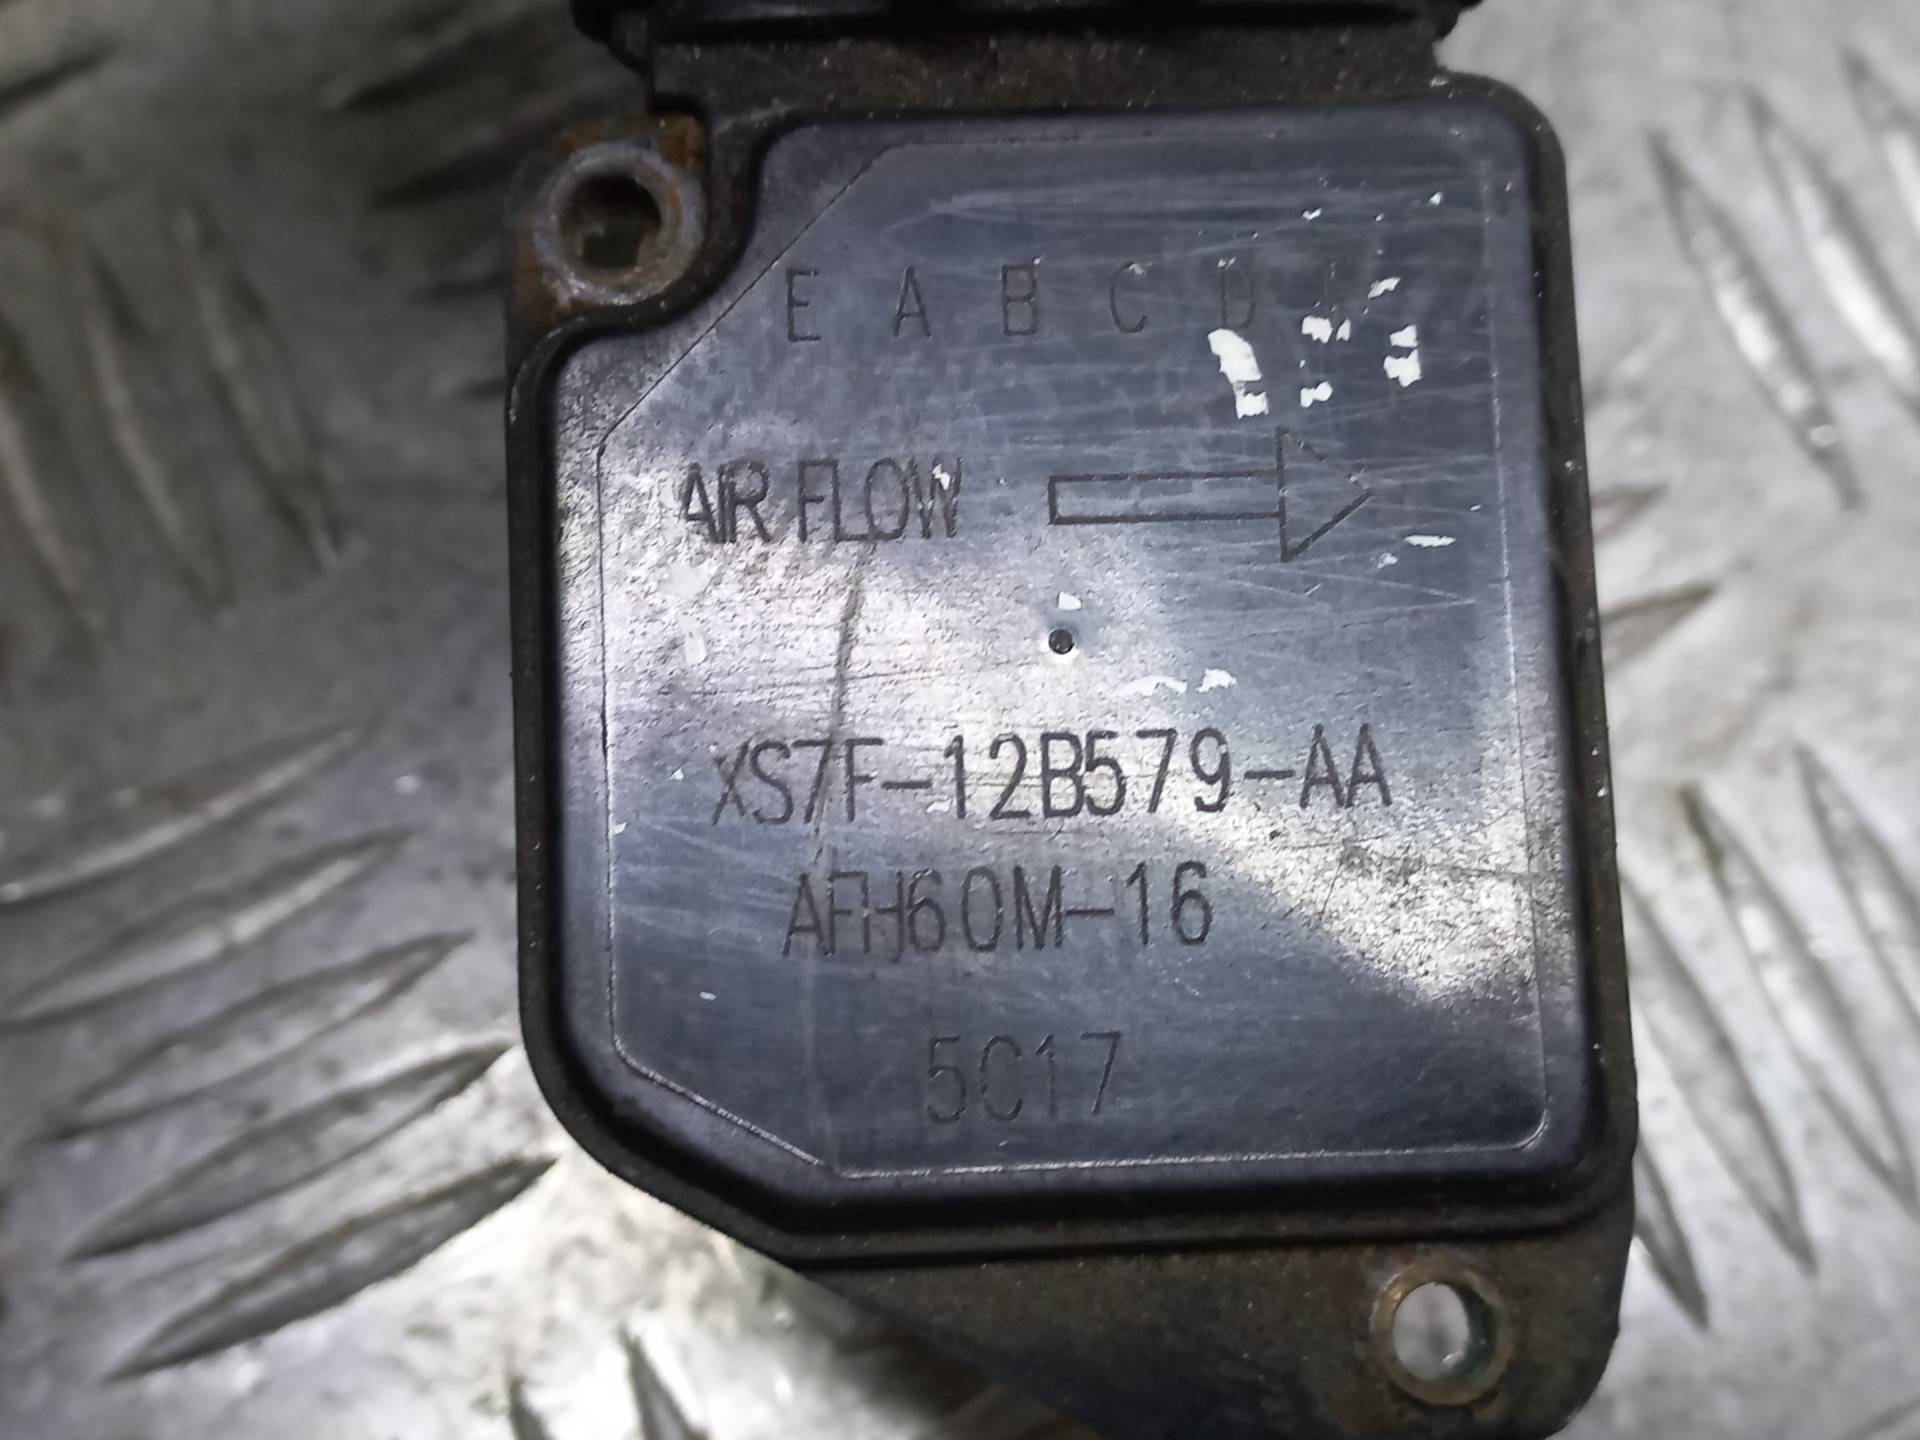 E A B C D
AIR FLOW
XS7F-12B579-AA
AFH60M-16
5C17